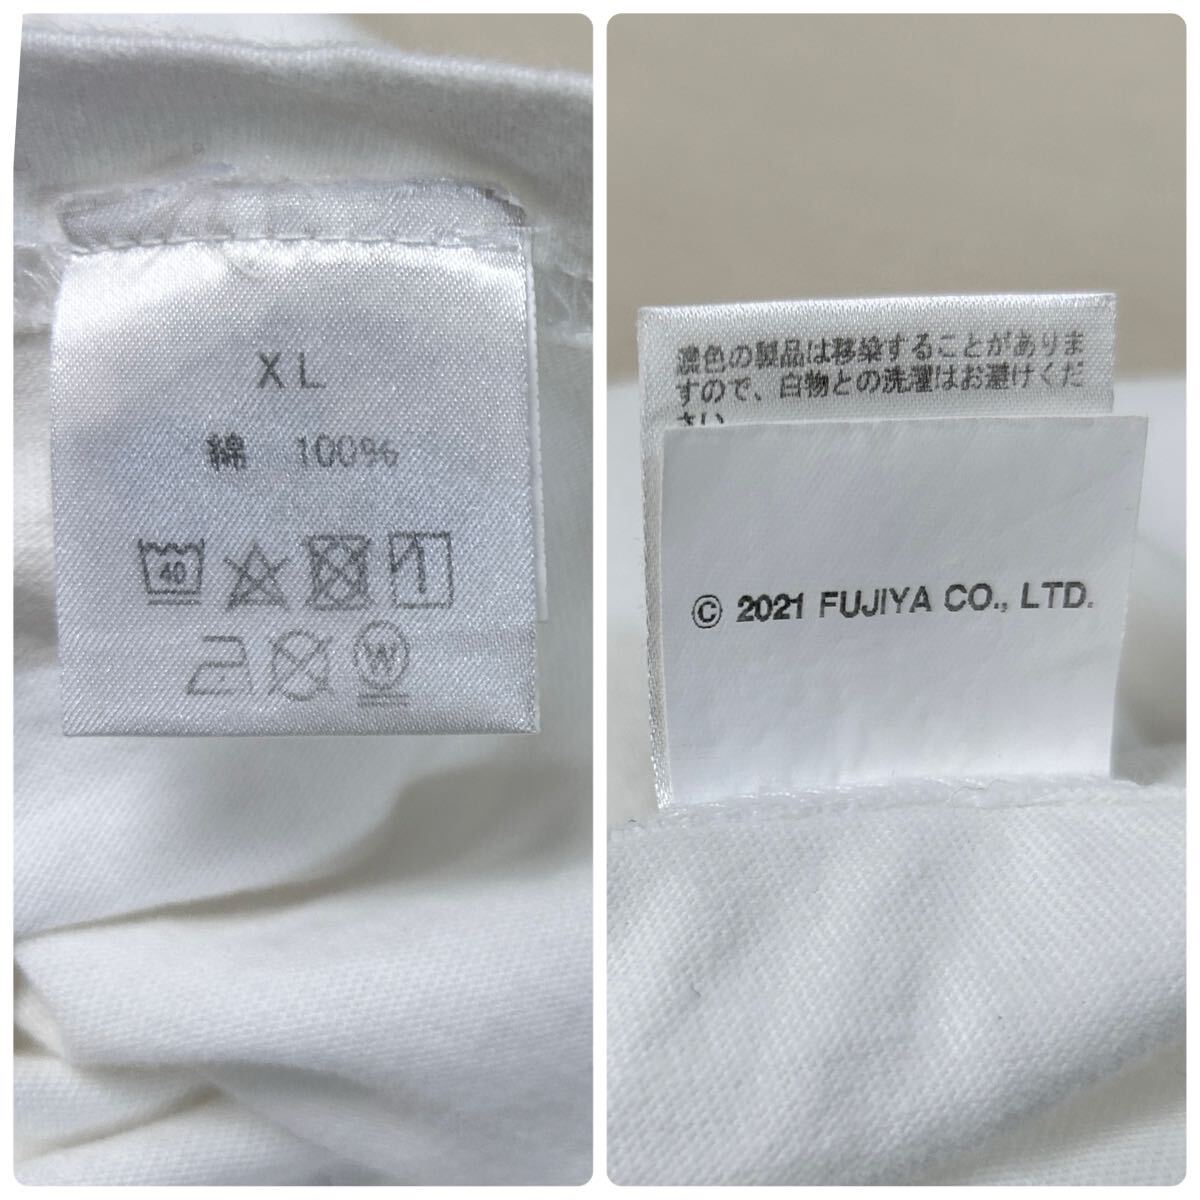 XL
綿 100%
40
W
濃色の製品は移染することがありま
すので、白物との洗濯はお避けくだ
さい
© 2021 FUJIYA CO., LTD.